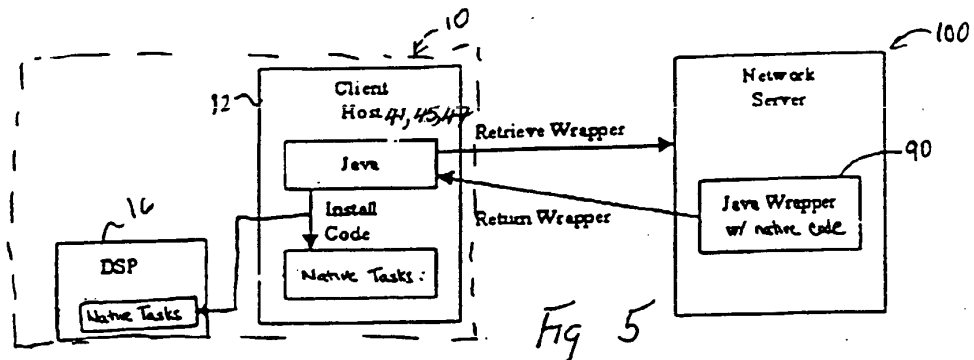 10
100
12
Client
Host 41, 45, 47
Network
Server
Retrieve Wrapper
90
Java
Java Wrapper
w/ native code
16
Install
Code
Return Wrapper
DSP
Native Tasks
Native Tasks:
Fig 5